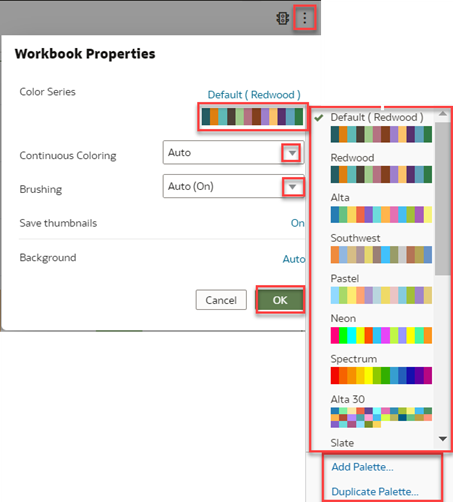 Workbook Properties
Color Series
Default ( Redwood )
Continuous Coloring
Auto
Brushing
Auto (On)
Save thumbnails
On
Background
Auto
Cancel
OK
Default ( Redwood )
Redwood
Alta
Southwest
Pastel
Neon
Spectrum
Alta 30
Slate
Add Palette...
Duplicate Palette...